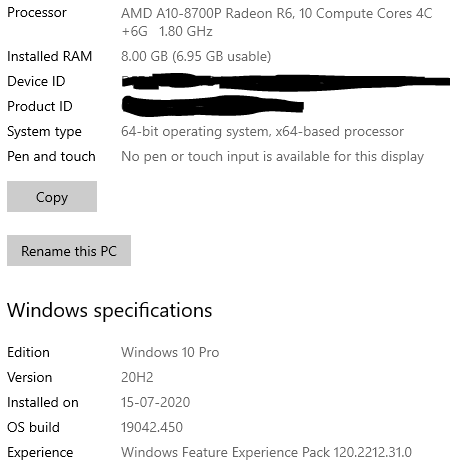 Processor AMD A10-8700P Radeon R6, 10 Compute Cores 4C
+6G 1.80 GHz
Installed RAM 8.00 GB (6.95 GB usable)
Device ID
Product ID
System type 64-bit operating system, x64-based processor
Pen and touch No pen or touch input is available for this display
Copy
Rename this PC
Windows specifications
Edition Windows 10 Pro
Version 20H2
Installed on 15-07-2020
OS build 19042.450
Experience Windows Feature Experience Pack 120.2212.31.0